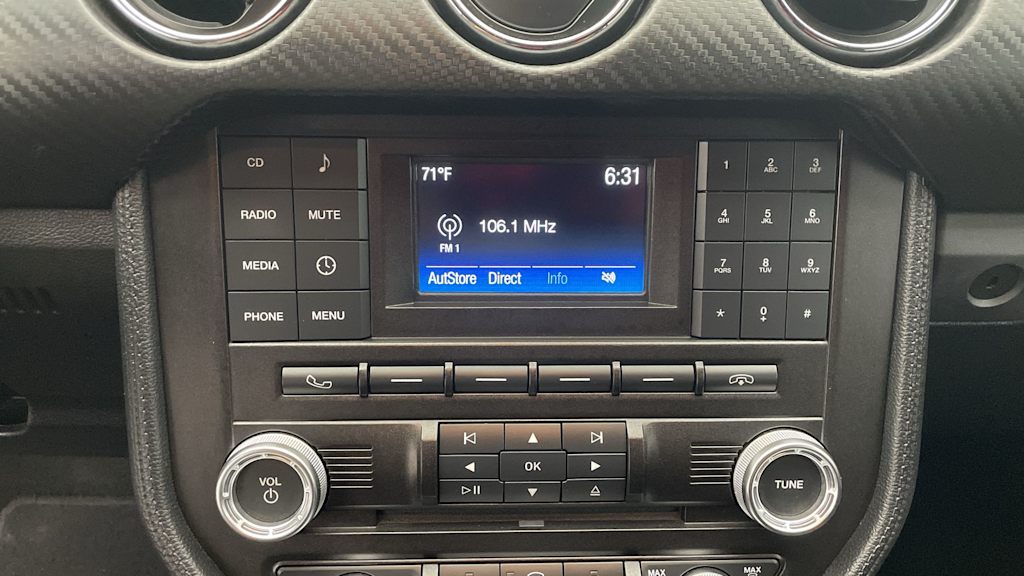 CD
RADIO MUTE
MEDIA
PHONE MENU
71°F 6:31
106.1 MHz
FM 1
AutStore Direct Info
1 2 ABC 3 DEF
4 GHI 5 JKL 6 MNO
7 PQRS 8 TUV 9 WXYZ
* 0 + #
VOL
OK
TUNE
MAX MAX